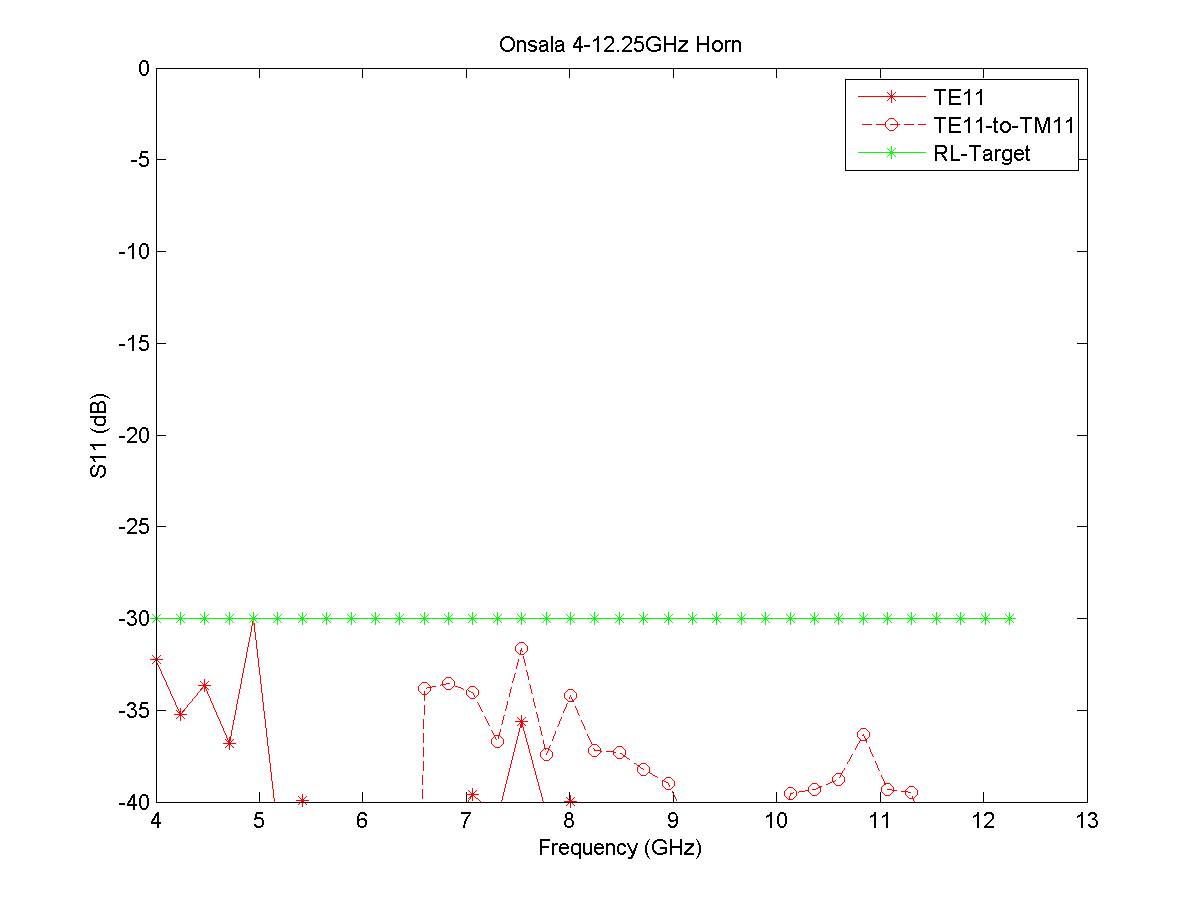 Onsala 4-12.25GHz Horn
TE11
TE11-to-TM11
RL-Target
0
-5
-10
-15
-20
-25
-30
-35
-40
S11 (dB)
4 5 6 7 8 9 10 11 12 13
Frequency (GHz)